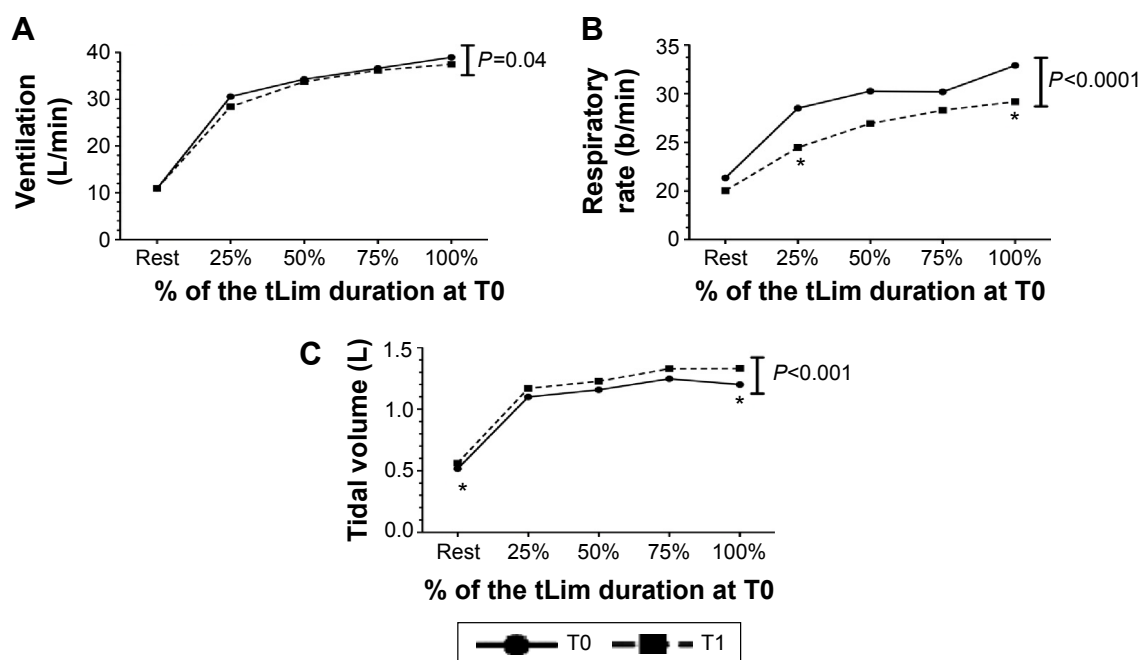 A
Ventilation
(L/min)
40
30
20
10
0
P=0.04
Rest 25% 50% 75% 100%
% of the tLim duration at T0
B
Respiratory
rate (b/min)
35
30
25
20
0
P<0.0001
*
*
Rest 25% 50% 75% 100%
% of the tLim duration at T0
C
Tidal volume (L)
1.5
1.0
0.5
0.0
P<0.001
*
*
Rest 25% 50% 75% 100%
% of the tLim duration at T0
T0 T1